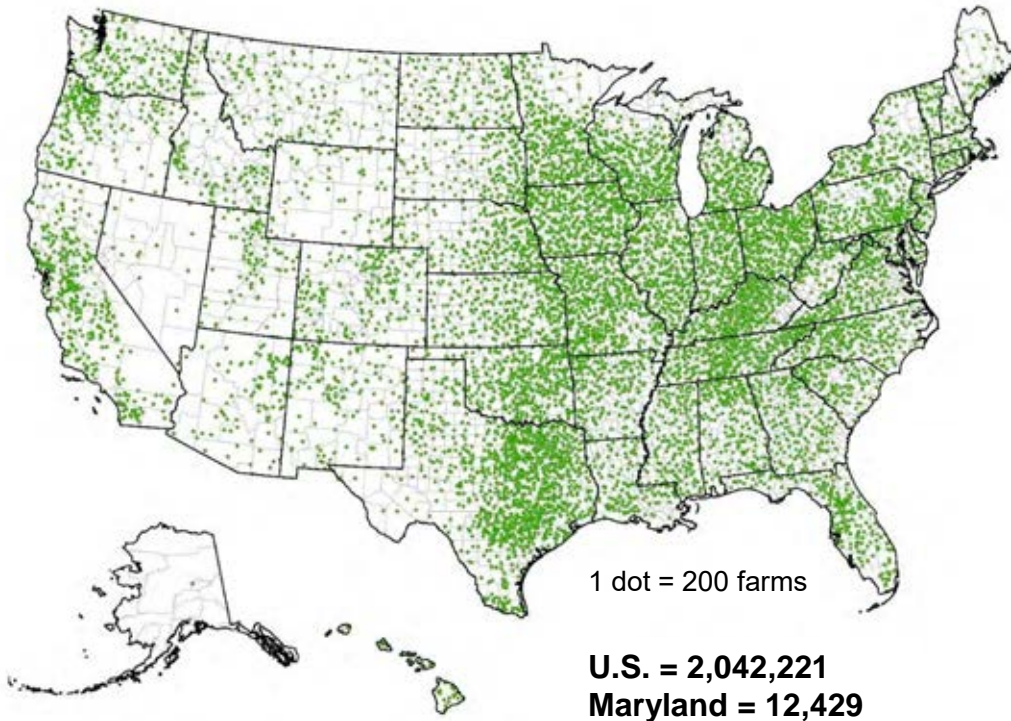 1 dot = 200 farms
U.S. = 2,042,221
Maryland = 12,429